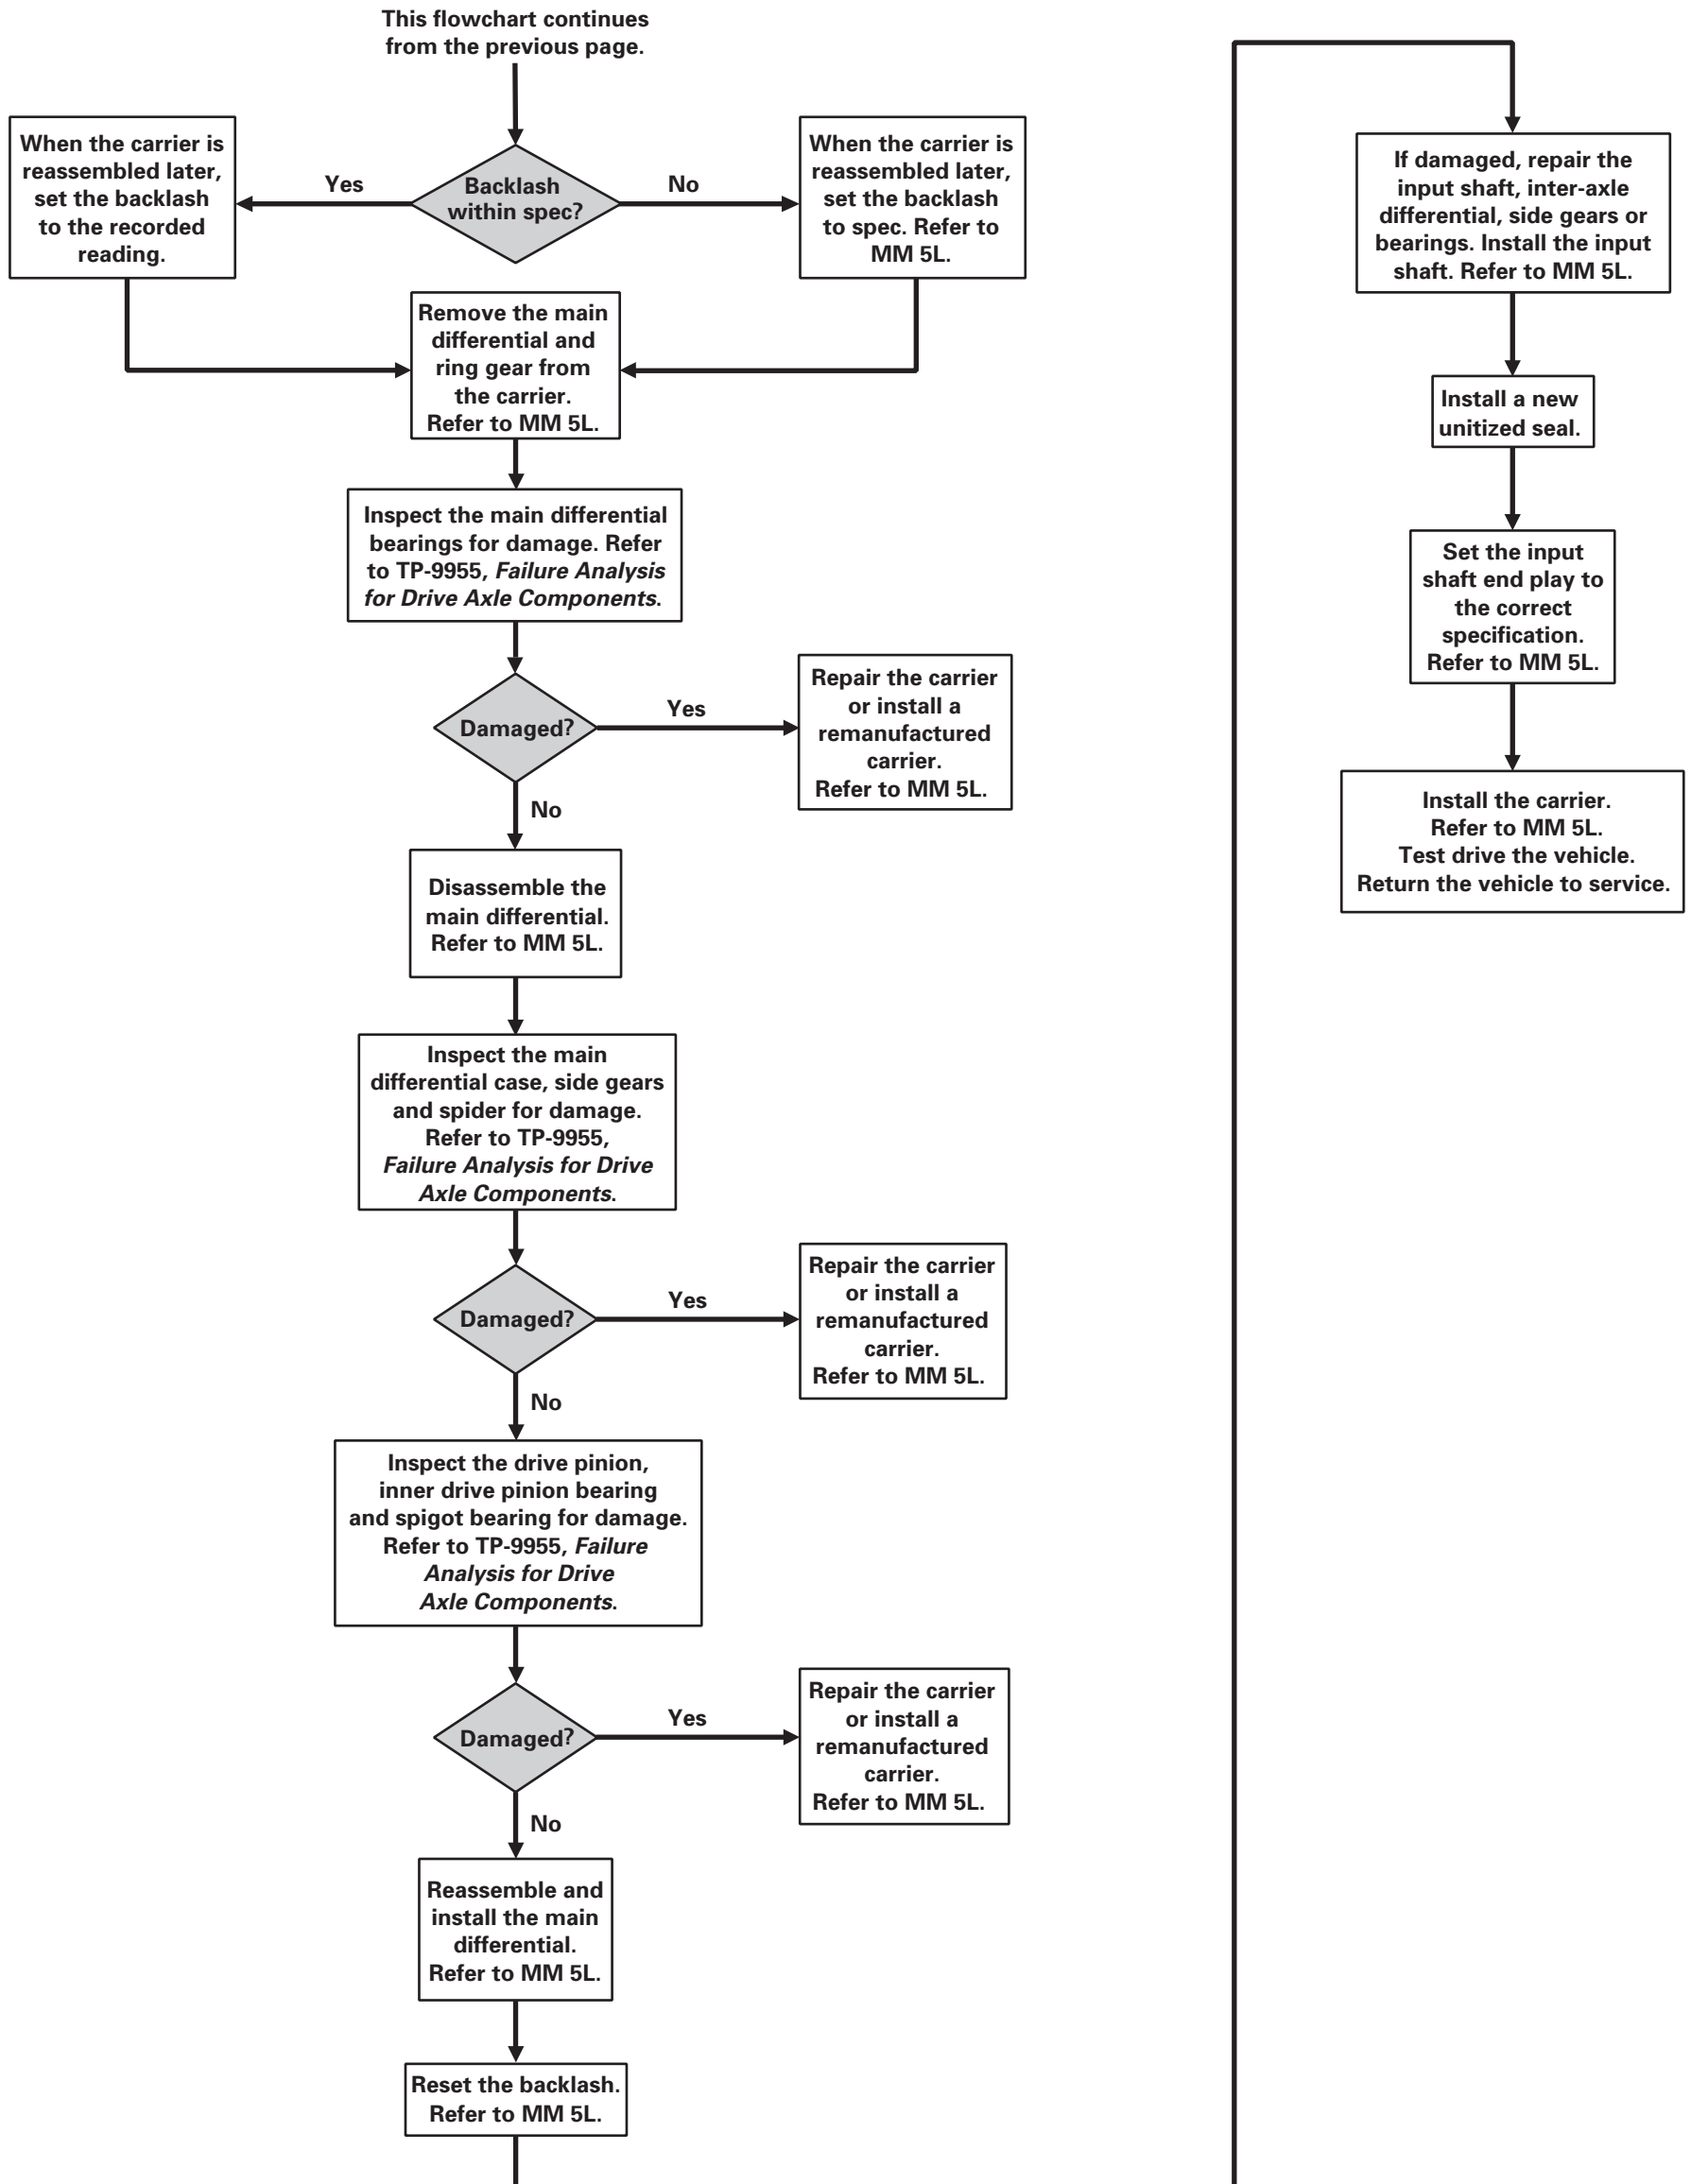 This flowchart continues
from the previous page.
When the carrier is
reassembled later,
set the backlash
to the recorded
reading.
Yes
Backlash
within spec?
No
When the carrier is
reassembled later,
set the backlash
to spec. Refer to
MM 5L.
Remove the main
differential and
ring gear from
the carrier.
Refer to MM 5L.
Inspect the main differential
bearings for damage. Refer
to TP-9955, Failure Analysis
for Drive Axle Components.
Damaged?
Yes
Repair the carrier
or install a
remanufactured
carrier.
Refer to MM 5L.
No
Disassemble the
main differential.
Refer to MM 5L.
Inspect the main
differential case, side gears
and spider for damage.
Refer to TP-9955,
Failure Analysis for Drive
Axle Components.
Damaged?
Yes
Repair the carrier
or install a
remanufactured
carrier.
Refer to MM 5L.
No
Inspect the drive pinion,
inner drive pinion bearing
and spigot bearing for damage.
Refer to TP-9955, Failure
Analysis for Drive
Axle Components.
Damaged?
Yes
Repair the carrier
or install a
remanufactured
carrier.
Refer to MM 5L.
No
Reassemble and
install the main
differential.
Refer to MM 5L.
Reset the backlash.
Refer to MM 5L.
If damaged, repair the
input shaft, inter-axle
differential, side gears or
bearings. Install the input
shaft. Refer to MM 5L.
Install a new
unitized seal.
Set the input
shaft end play to
the correct
specification.
Refer to MM 5L.
Install the carrier.
Refer to MM 5L.
Test drive the vehicle.
Return the vehicle to service.